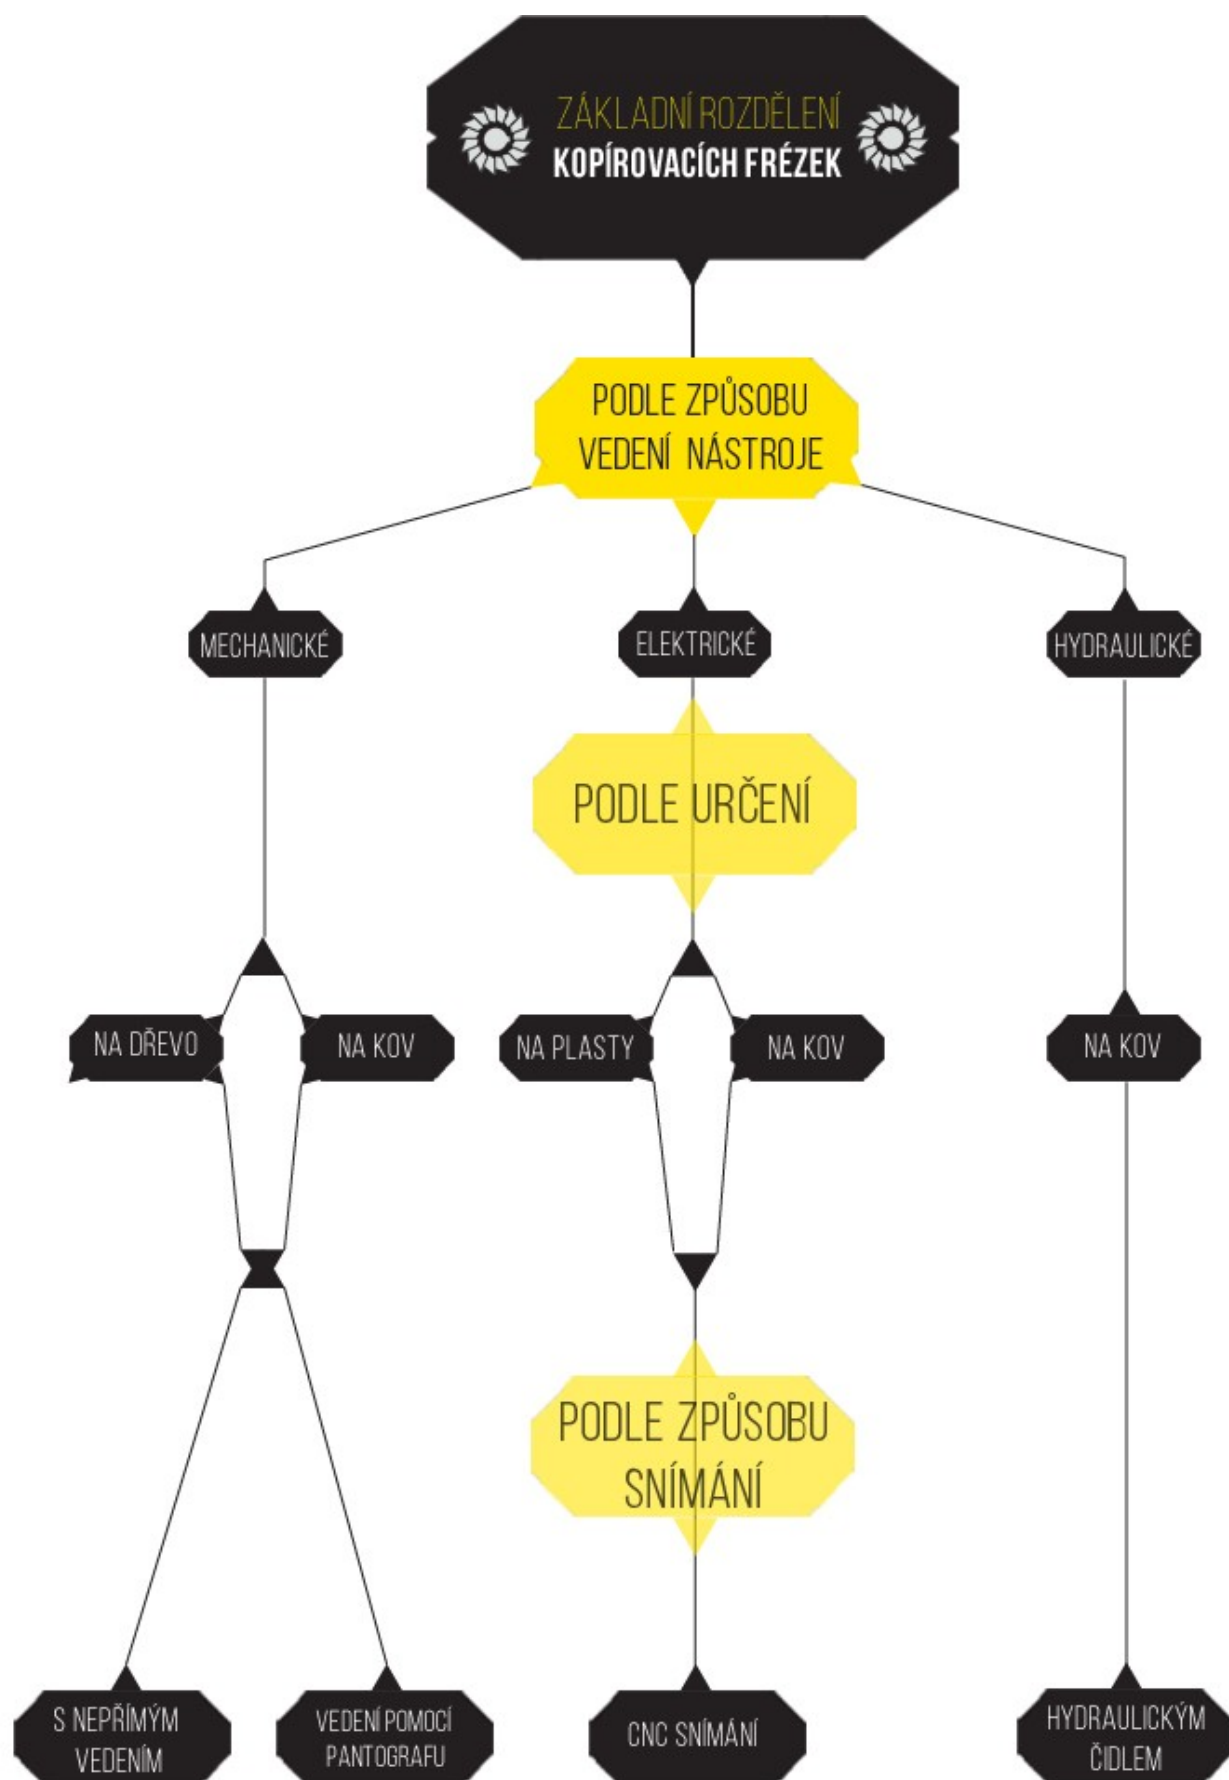 ZÁKLADNÍ ROZDĚLENÍ
KOPÍROVACÍCH FRÉZEK
PODLE ZPŮSOBU
VEDENÍ NÁSTROJE
MECHANICKÉ
ELEKTRICKÉ
HYDRAULICKÉ
PODLE URČENÍ
NA DŘEVO
NA KOV
NA PLASTY
NA KOV
NA KOV
PODLE ZPŮSOBU
SNÍMÁNÍ
S NEPŘÍMÝM
VEDENÍM
VEDENÍ POMOCÍ
PANTOGRAFU
CNC SNÍMÁNÍ
HYDRAULICKÝM
ČIDLEM